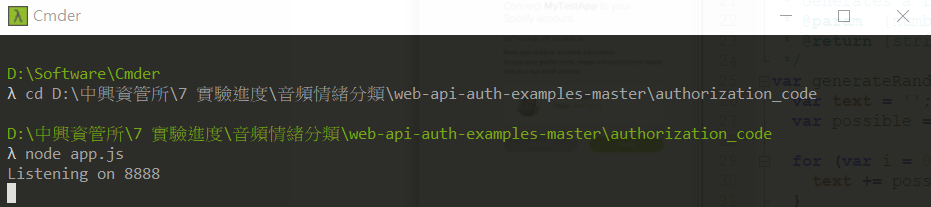 Cmder
D:\Software\Cmder
λ cd D:\中興資管所\7 實驗進度\音頻情緒分類\web-api-auth-examples-master\authorization_code
D:\中興資管所\7 實驗進度\音頻情緒分類\web-api-auth-examples-master\authorization_code
λ node app.js
Listening on 8888